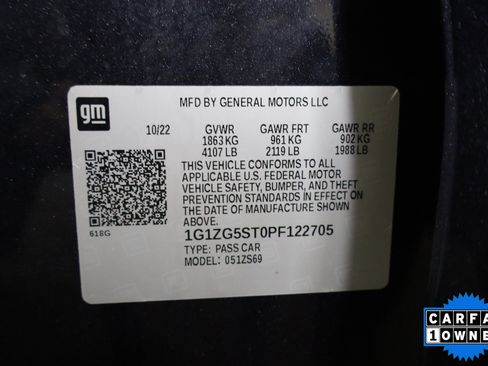 gm
MFD BY GENERAL MOTORS LLC
10/22 GVWR GAWR FRT GAWR RR
1863 KG 961 KG 902 KG
4107 LB 2119 LB 1988 LB
THIS VEHICLE CONFORMS TO ALL
APPLICABLE U.S. FEDERAL MOTOR
VEHICLE SAFETY, BUMPER, AND THEFT
PREVENTION STANDARDS IN EFFECT ON
THE DATE OF MANUFACTURE SHOWN
ABOVE.
618G
1G1ZG5ST0PF122705
TYPE: PASS CAR
MODEL: 051ZS69
CARFA
1 OWNE